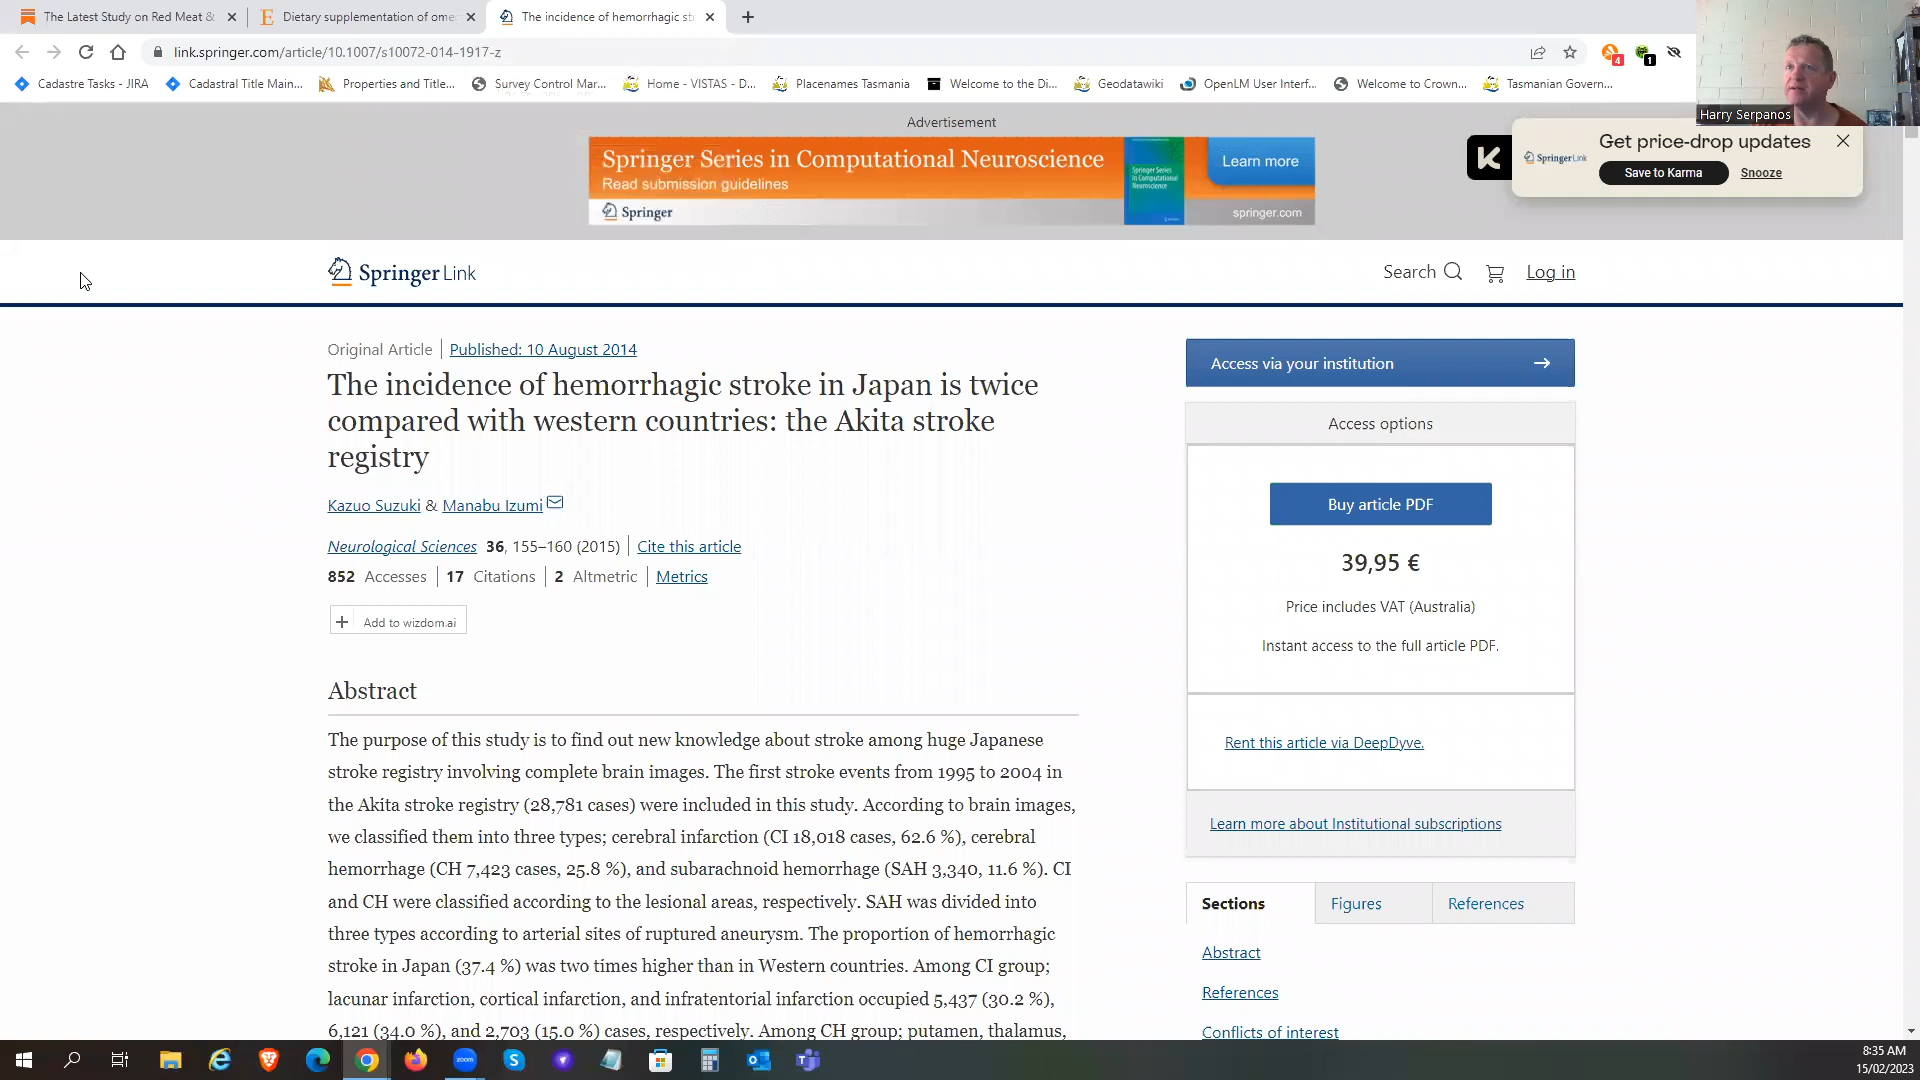 The Latest Study on Red Meat &
Dietary supplementation of ome
The incidence of hemorrhagic st
link.springer.com/article/10.1007/s10072-014-1917-z
4
1
Cadastre Tasks - JIRA
Cadastral Title Main...
Properties and Title...
Survey Control Mar...
Home - VISTAS - D...
Placenames Tasmania
Welcome to the Di...
Geodatawiki
OpenLM User Interf...
Welcome to Crown...
Tasmanian Govern...
Harry Serpanos
Advertisement
Springer Series in Computational Neuroscience
Read submission guidelines
Springer
Learn more
springer.com
K
SpringerLink
Get price-drop updates
Save to Karma
Snooze
Springer Link
Search
Log in
Original Article
Published: 10 August 2014
The incidence of hemorrhagic stroke in Japan is twice
compared with western countries: the Akita stroke
registry
Kazuo Suzuki & Manabu Izumi
Neurological Sciences 36, 155–160 (2015)
Cite this article
852 Accesses
17 Citations
2 Altmetric
Metrics
Add to wizdom.ai
Abstract
The purpose of this study is to find out new knowledge about stroke among huge Japanese
stroke registry involving complete brain images. The first stroke events from 1995 to 2004 in
the Akita stroke registry (28,781 cases) were included in this study. According to brain images,
we classified them into three types; cerebral infarction (CI 18,018 cases, 62.6 %), cerebral
hemorrhage (CH 7,423 cases, 25.8 %), and subarachnoid hemorrhage (SAH 3,340, 11.6 %). CI
and CH were classified according to the lesional areas, respectively. SAH was divided into
three types according to arterial sites of ruptured aneurysm. The proportion of hemorrhagic
stroke in Japan (37.4 %) was two times higher than in Western countries. Among CI group;
lacunar infarction, cortical infarction, and infratentorial infarction occupied 5,437 (30.2 %),
6,121 (34.0 %), and 2,703 (15.0 %) cases, respectively. Among CH group; putamen, thalamus,
Access via your institution
Access options
Buy article PDF
39,95 €
Price includes VAT (Australia)
Instant access to the full article PDF.
Rent this article via DeepDyve.
Learn more about Institutional subscriptions
Sections
Figures
References
Abstract
References
Conflicts of interest
zoom
8:35 AM
15/02/2023